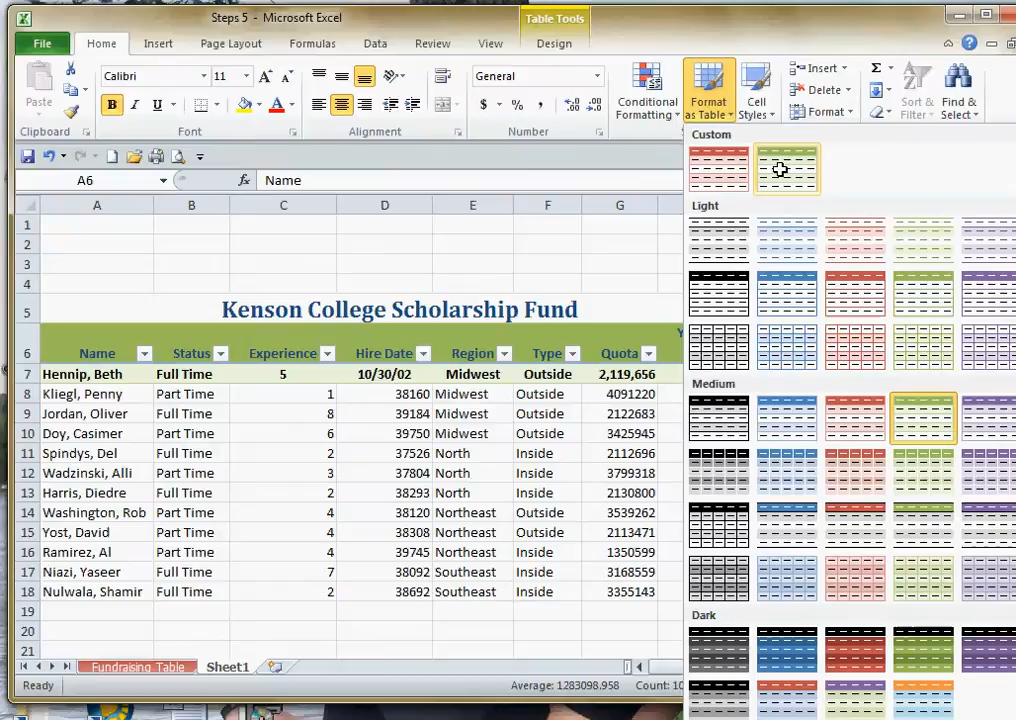 Steps 5 - Microsoft Excel
Table Tools
File Home Insert Page Layout Formulas Data Review View Design
Calibri 11 General Insert Σ
Paste B I U A $ % , Conditional Formatting Format as Table Cell Styles Delete Format Sort & Filter Find & Select
Clipboard Font Alignment Number
Custom
A6 fx Name
Light
A B C D E F G
1
2
3
4
5 Kenson College Scholarship Fund
6 Name Status Experience Hire Date Region Type Quota Y
7 Hennip, Beth Full Time 5 10/30/02 Midwest Outside 2,119,656
8 Kliegl, Penny Part Time 1 38160 Midwest Outside 4091220
9 Jordan, Oliver Full Time 8 39184 Midwest Outside 2122683
10 Doy, Casimer Part Time 6 39750 Midwest Outside 3425945
11 Spindys, Del Full Time 2 37526 North Inside 2112696
12 Wadzinski, Alli Part Time 3 37804 North Inside 3799318
13 Harris, Diedre Full Time 2 38293 North Inside 2130800
14 Washington, Rob Part Time 4 38120 Northeast Outside 3539262
15 Yost, David Part Time 4 38308 Northeast Outside 2113471
16 Ramirez, Al Part Time 4 39745 Northeast Inside 1350599
17 Niazi, Yaseer Full Time 7 38092 Southeast Inside 3168559
18 Nulwala, Shamir Full Time 2 38692 Southeast Inside 3355143
19
20
21
Medium
Dark
Fundraising Table Sheet1
Ready Average: 1283098.958 Count: 10